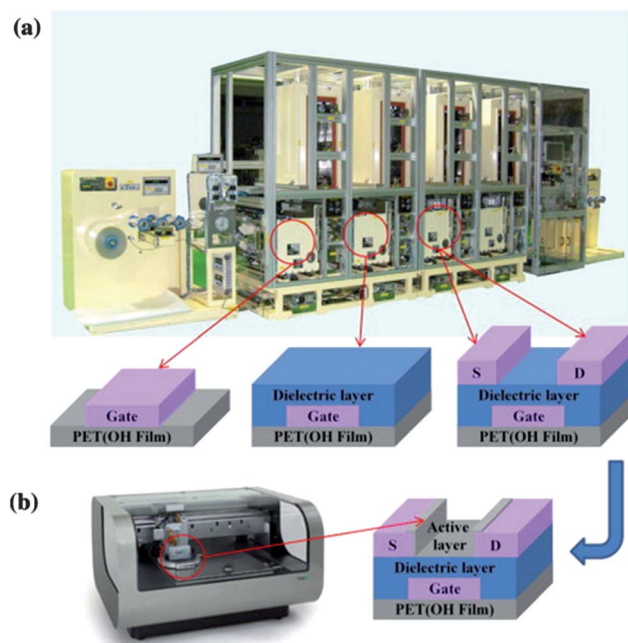 (a)
Gate
PET(OH Film)
Dielectric layer
Gate
PET(OH Film)
S
D
Dielectric layer
Gate
PET(OH Film)
(b)
Active
layer
S
D
Dielectric layer
Gate
PET(OH Film)